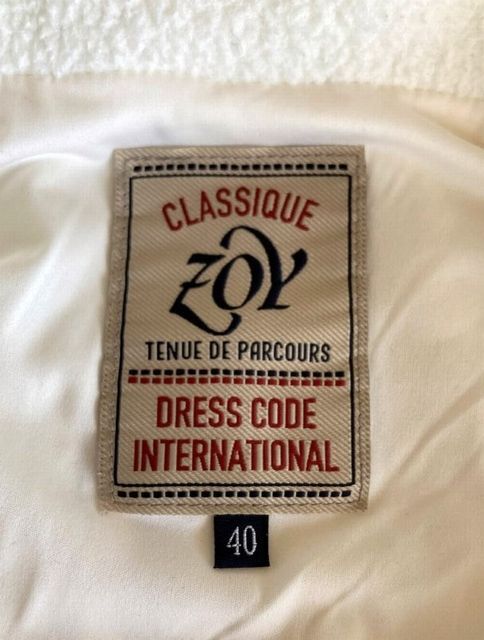 CLASSIQUE
ZOY
TENUE DE PARCOURS
DRESS CODE
INTERNATIONAL
40